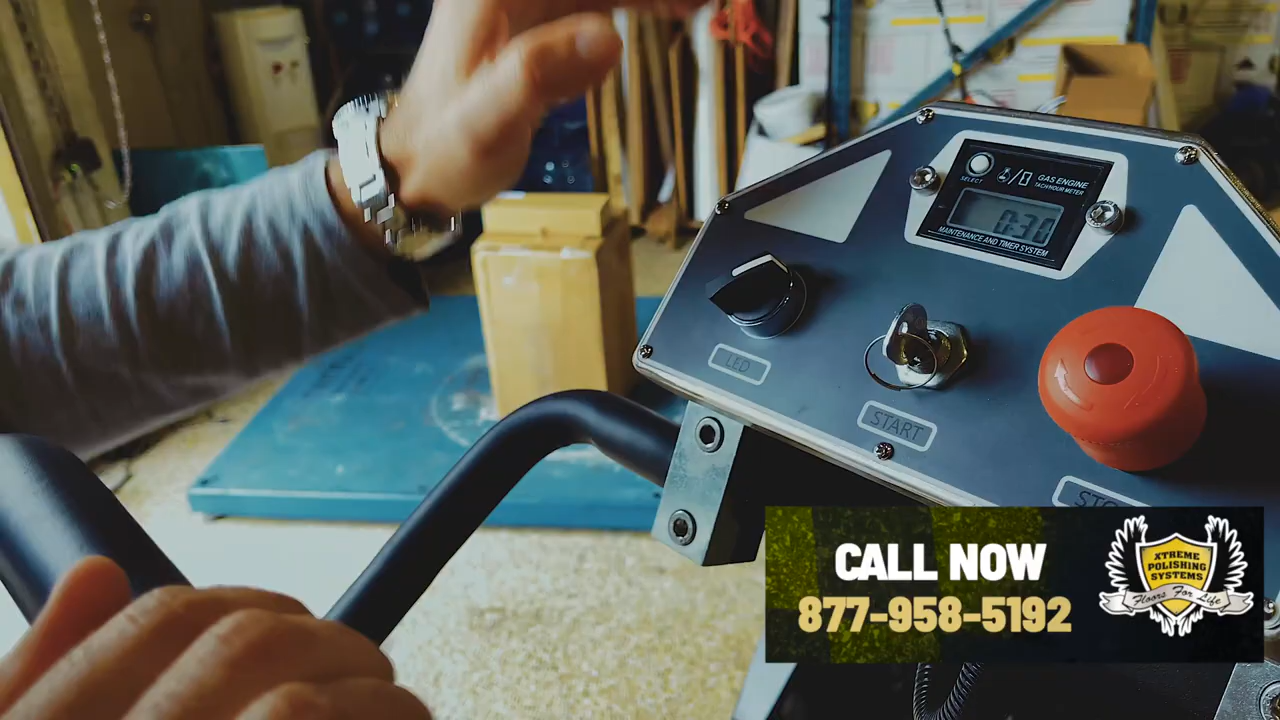 SELECT
GAS ENGINE
TACH/HOUR METER
0:30
MAINTENANCE AND TIMER SYSTEM
LED
START
CALL NOW
877-958-5192
XTREME
POLISHING
SYSTEMS
Floors For Life